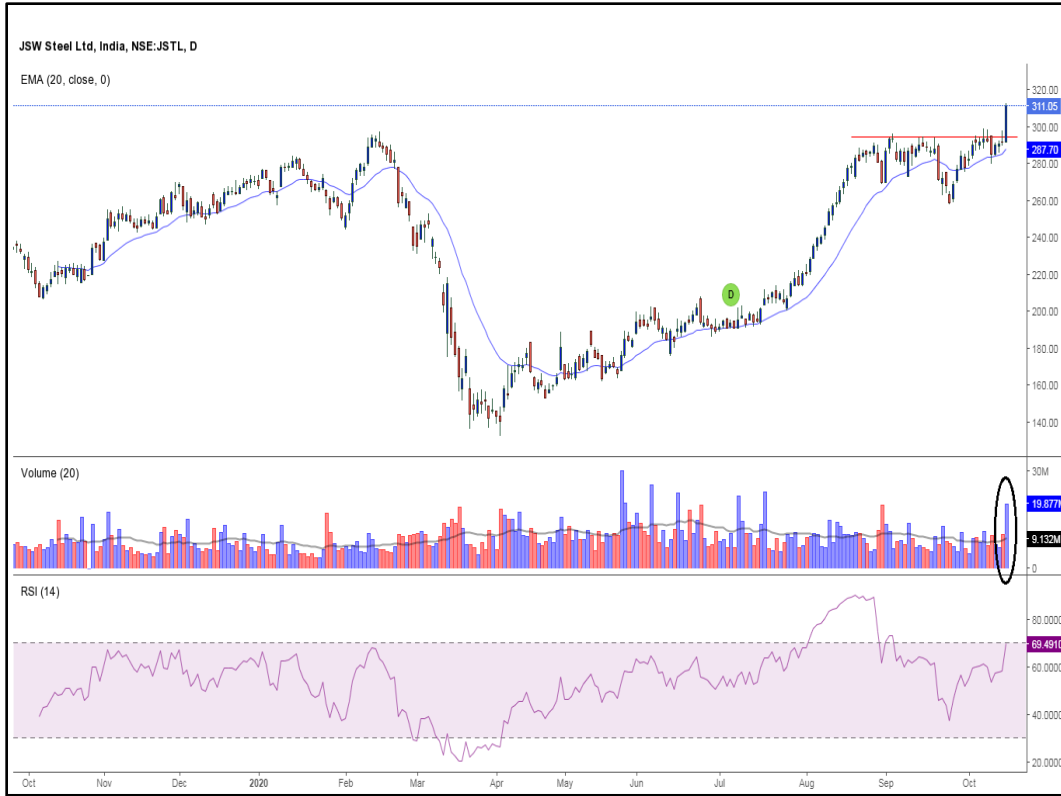 JSW Steel Ltd, India, NSE:JSTL, D
EMA (20, close, 0)
320.00
311.05
300.00
287.70
280.00
260.00
240.00
220.00
D
200.00
180.00
160.00
140.00
Volume (20)
30M
19.877M
9.132M
0
RSI (14)
80.0000
69.4910
60.0000
40.0000
20.0000
Oct Nov Dec 2020 Feb Mar Apr May Jun Jul Aug Sep Oct